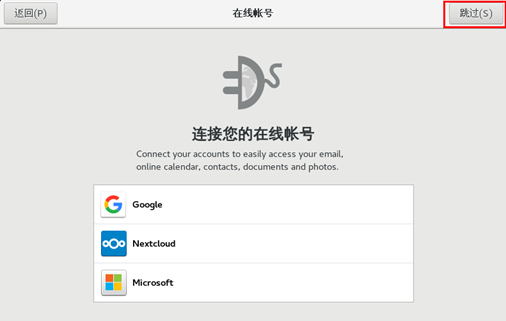 返回(P)
在线帐号
跳过(S)
连接您的在线帐号
Connect your accounts to easily access your email,
online calendar, contacts, documents and photos.
Google
Nextcloud
Microsoft